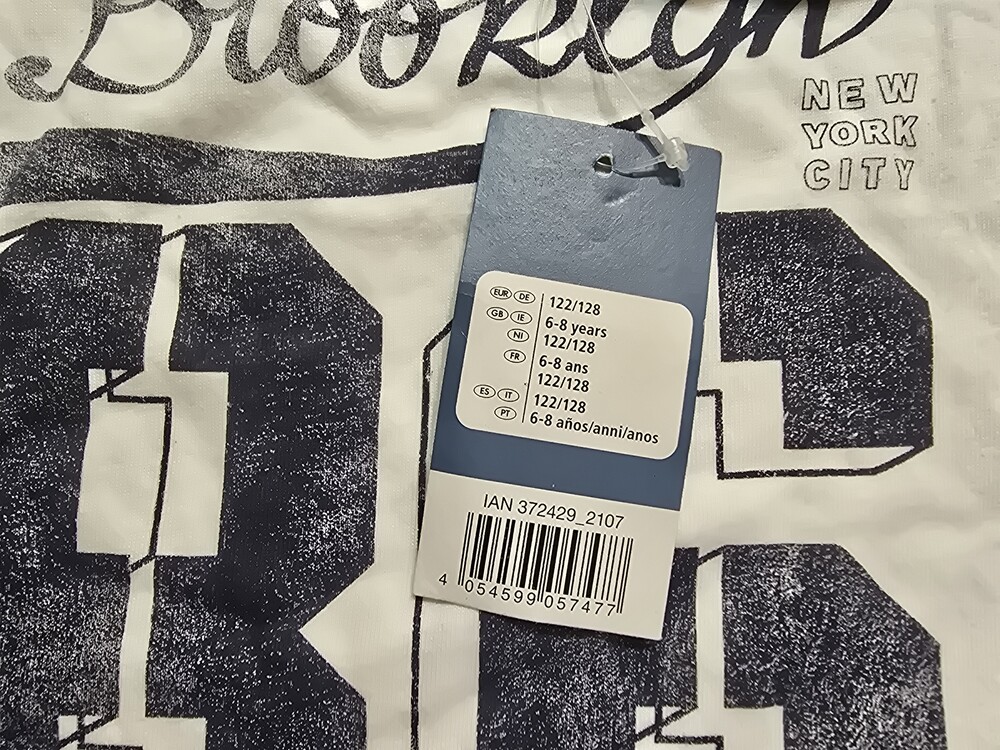 Brooklyn
NEW
YORK
CITY
86
EUR DE 122/128
GB IE 6-8 years
NI 122/128
FR 6-8 ans
122/128
ES IT 122/128
PT 6-8 años/anni/anos
IAN 372429_2107
4 054599 057477